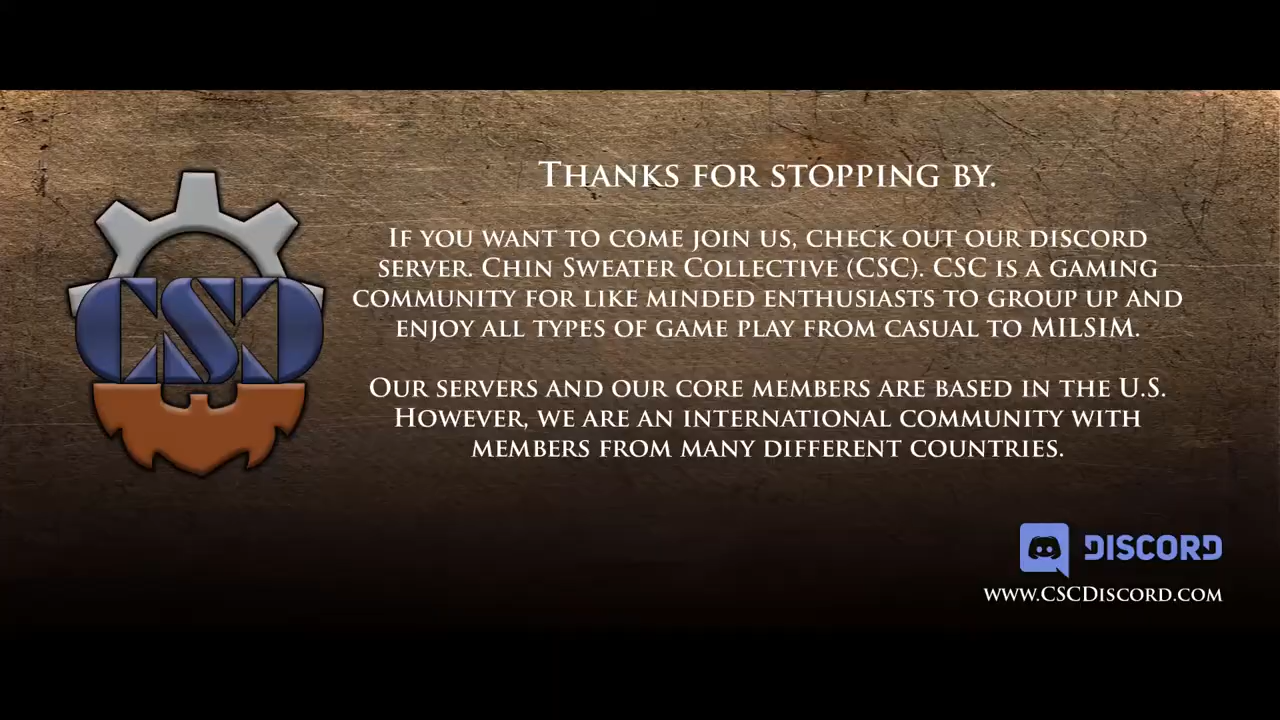 Thanks for stopping by.
If you want to come join us, check out our discord
server. Chin Sweater Collective (CSC). CSC is a gaming
community for like minded enthusiasts to group up and
enjoy all types of game play from casual to MILSIM.
Our servers and our core members are based in the U.S.
However, we are an international community with
members from many different countries.
CSC
DISCORD
www.CSCDiscord.com